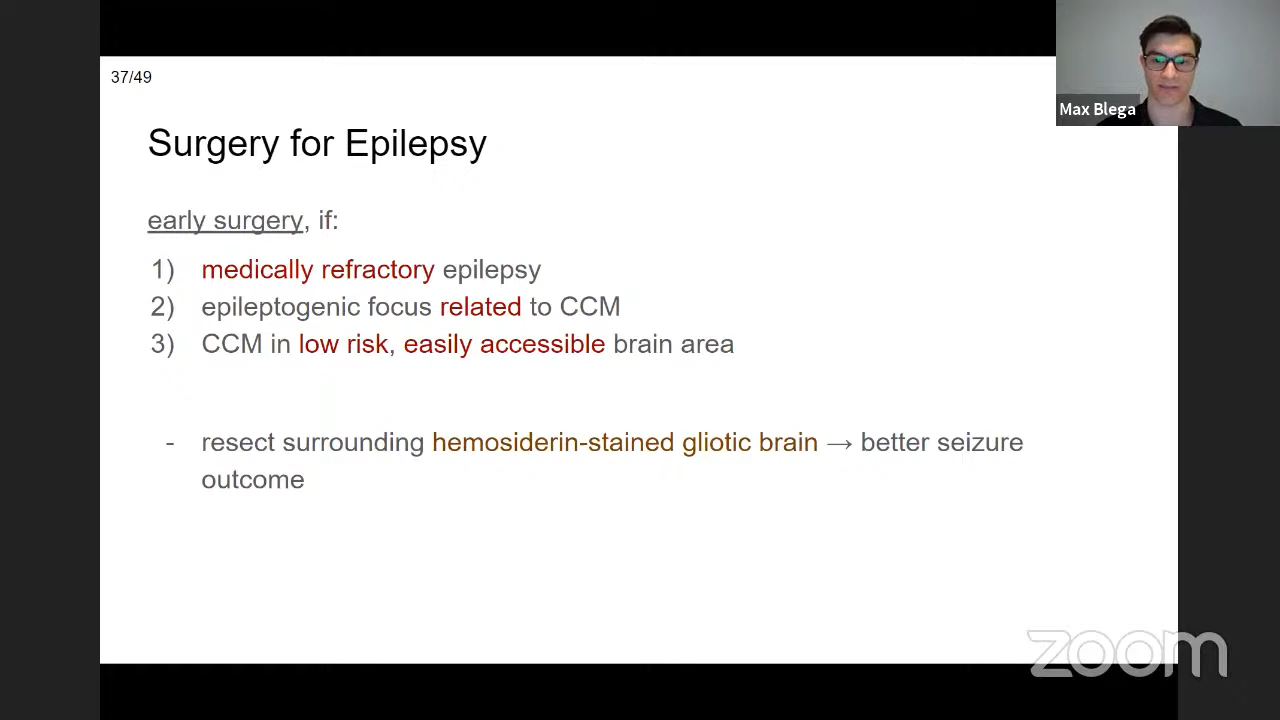 37/49
Max Blega
Surgery for Epilepsy
early surgery, if:
1) medically refractory epilepsy
2) epileptogenic focus related to CCM
3) CCM in low risk, easily accessible brain area
- resect surrounding hemosiderin-stained gliotic brain → better seizure
outcome
zoom